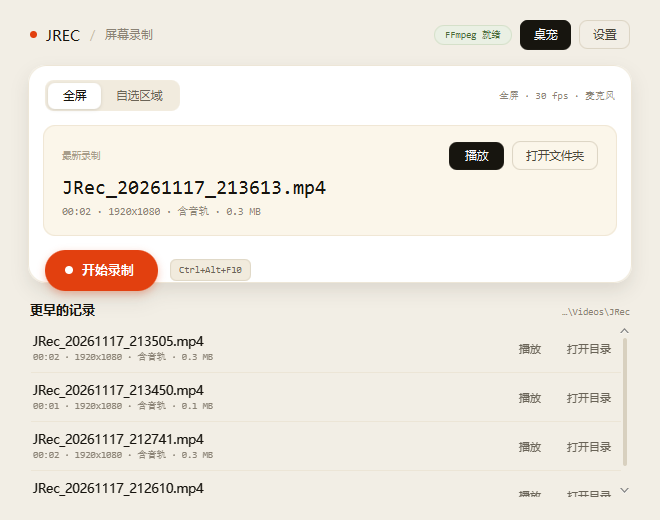 JREC / 屏幕录制
FFmpeg 就绪 桌宠 设置
全屏 自选区域 全屏 · 30 fps · 麦克风
最新录制 播放 打开文件夹
JRec_20261117_213613.mp4
00:02 · 1920x1080 · 含音轨 · 0.3 MB
开始录制 Ctrl+Alt+F10
更早的记录 …\Videos\JRec
JRec_20261117_213505.mp4
00:02 · 1920x1080 · 含音轨 · 0.3 MB
播放 打开目录
JRec_20261117_213450.mp4
00:01 · 1920x1080 · 含音轨 · 0.1 MB
播放 打开目录
JRec_20261117_212741.mp4
00:02 · 1920x1080 · 含音轨 · 0.3 MB
播放 打开目录
JRec_20261117_212610.mp4
播放 打开目录